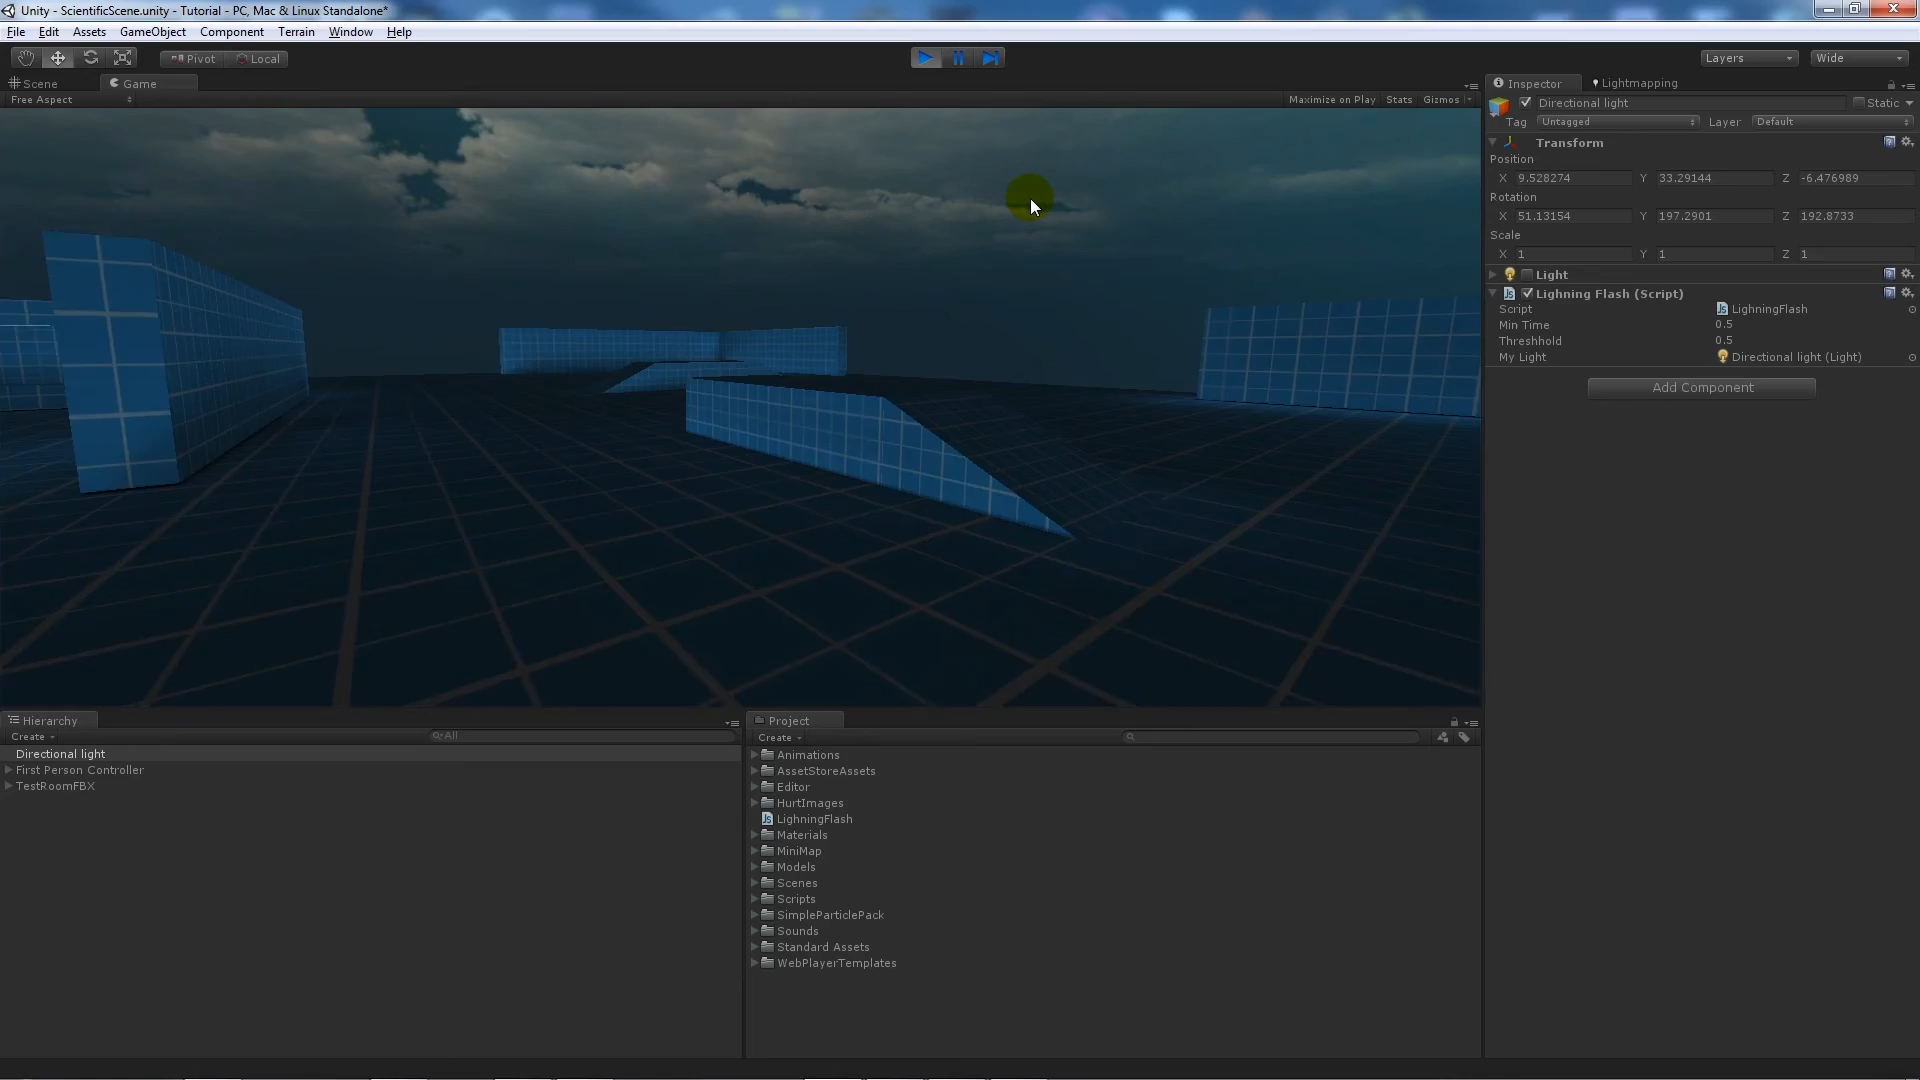 Unity - ScientificScene.unity - Tutorial - PC, Mac & Linux Standalone*
File Edit Assets GameObject Component Terrain Window Help
Pivot Local Layers Wide
Scene Game
Free Aspect Maximize on Play Stats Gizmos
Inspector Lightmapping
Directional light Static
Tag Untagged Layer Default
Transform
Position
X 9.528274 Y 33.29144 Z -6.476989
Rotation
X 51.13154 Y 197.2901 Z 192.8733
Scale
X 1 Y 1 Z 1
Light
Lighning Flash (Script)
Script LighningFlash
Min Time 0.5
Threshhold 0.5
My Light Directional light (Light)
Add Component
Hierarchy
Create All
Directional light
First Person Controller
TestRoomFBX
Project
Create
Animations
AssetStoreAssets
Editor
HurtImages
LighningFlash
Materials
MiniMap
Models
Scenes
Scripts
SimpleParticlePack
Sounds
Standard Assets
WebPlayerTemplates